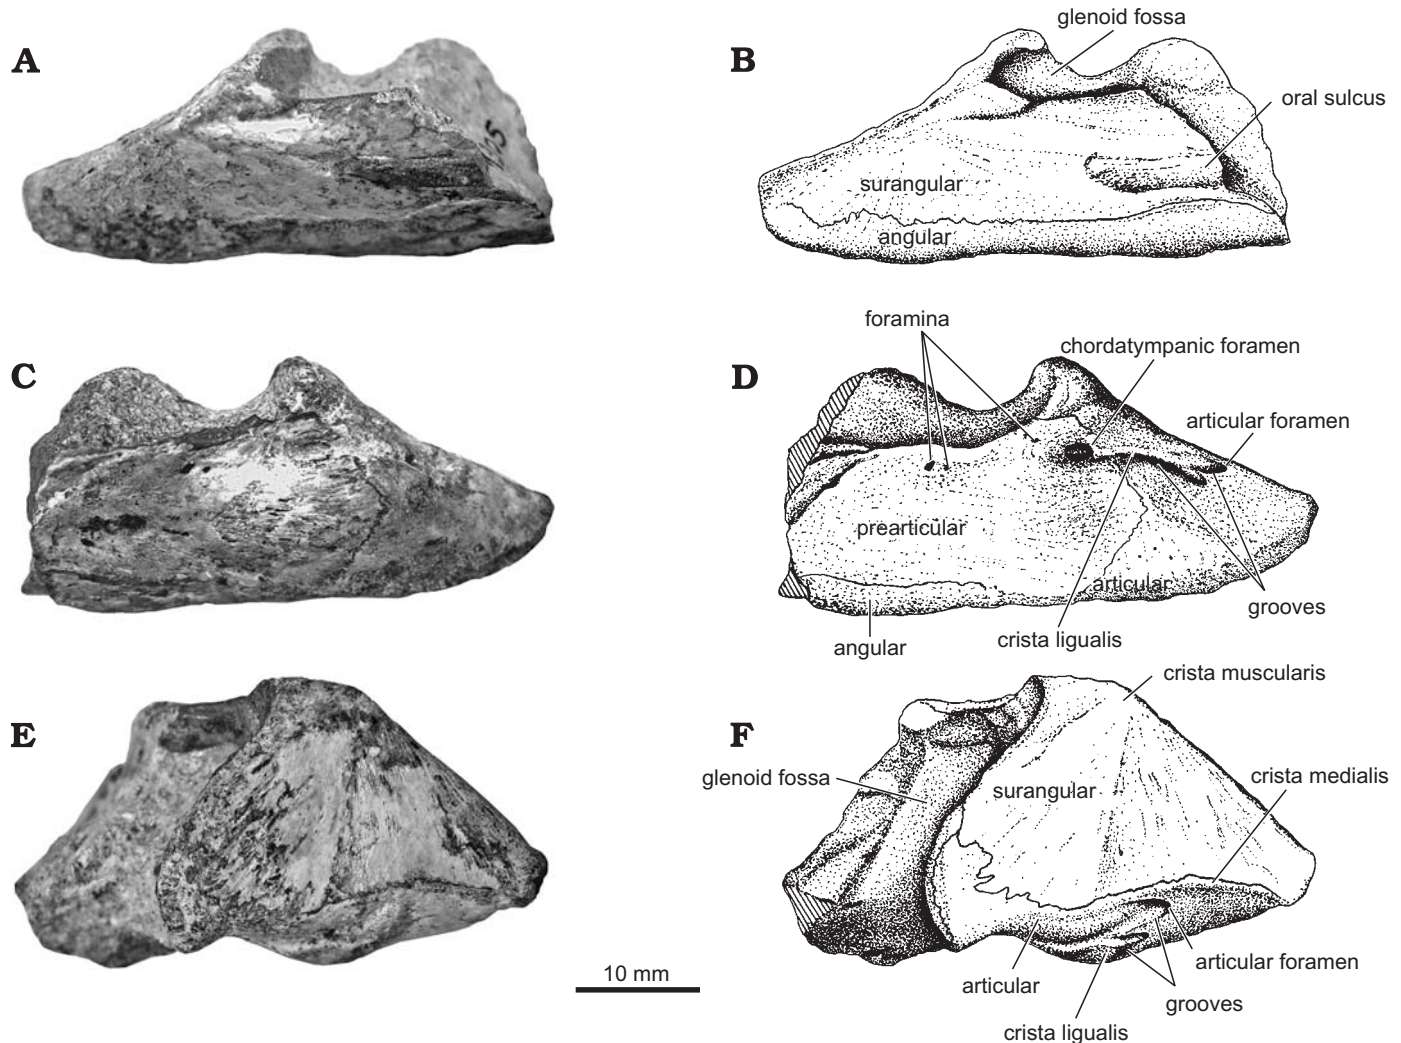 A
B
glenoid fossa
oral sulcus
surangular
angular
C
D
foramina
chordatympanic foramen
articular foramen
prearticular
articular
grooves
crista ligualis
angular
E
F
crista muscularis
glenoid fossa
surangular
crista medialis
articular foramen
articular
grooves
crista ligualis
10 mm